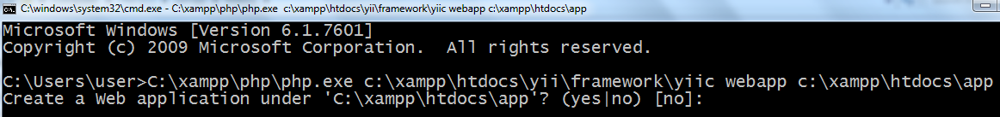 C:\windows\system32\cmd.exe - C:\xampp\php\php.exe  c:\xampp\htdocs\yii\framework\yiic webapp c:\xampp\htdocs\app
Microsoft Windows [Version 6.1.7601]
Copyright (c) 2009 Microsoft Corporation.  All rights reserved.
C:\Users\user>C:\xampp\php\php.exe c:\xampp\htdocs\yii\framework\yiic webapp c:\xampp\htdocs\app
Create a Web application under 'C:\xampp\htdocs\app'? (yes|no) [no]: